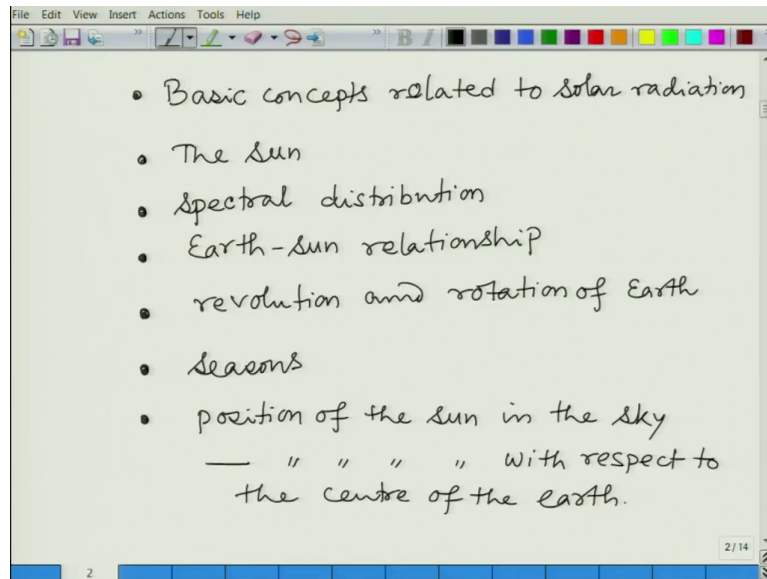 File Edit View Insert Actions Tools Help
" " B I
• Basic concepts related to solar radiation
• The sun
• spectral distribution
• Earth-sun relationship
• revolution and rotation of Earth
• seasons
• position of the sun in the sky
— " " " " with respect to
the centre of the earth.
2/14
2